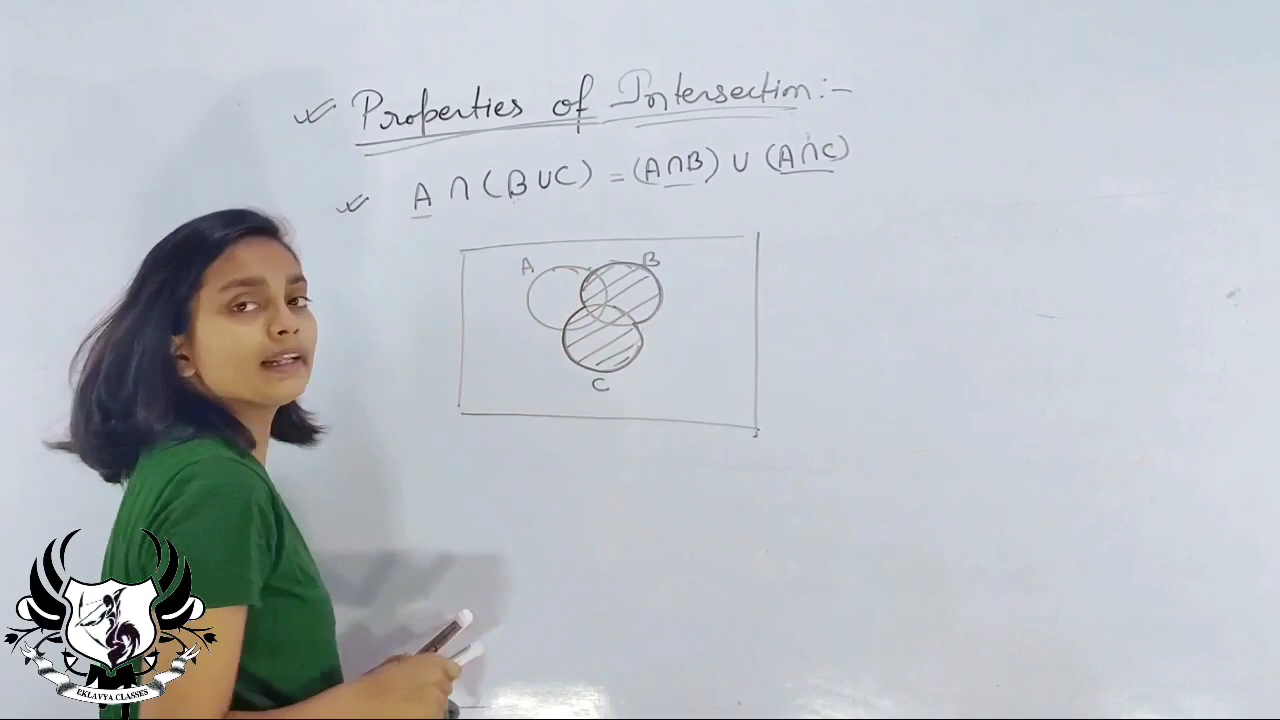 Properties of Intersection:-
A ∩ (B ∪ C) = (A ∩ B) ∪ (A ∩ C)
A
B
C
EKLAVYA CLASSES